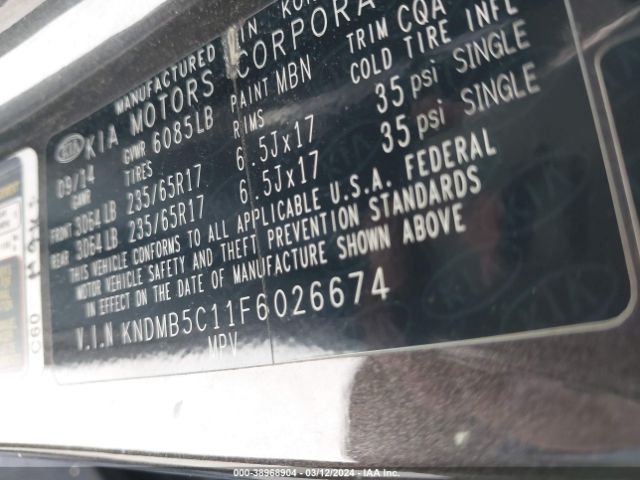 MANUFACTURED IN KOR
KIA MOTORS CORPORA
09/14 GVWR 6085LB PAINT MBN TRIM CQA
GAWR TIRES RIMS COLD TIRE INFL
FRONT 3064 LB 235/65R17 6.5Jx17 35 psi SINGLE
REAR 3064 LB 235/65R17 6.5Jx17 35 psi SINGLE
THIS VEHICLE CONFORMS TO ALL APPLICABLE U.S.A. FEDERAL
MOTOR VEHICLE SAFETY AND THEFT PREVENTION STANDARDS
IN EFFECT ON THE DATE OF MANUFACTURE SHOWN ABOVE
V.I.N KNDMB5C11F6026674
MPV
C60
000-38968904 - 03/12/2024 - IAA Inc.